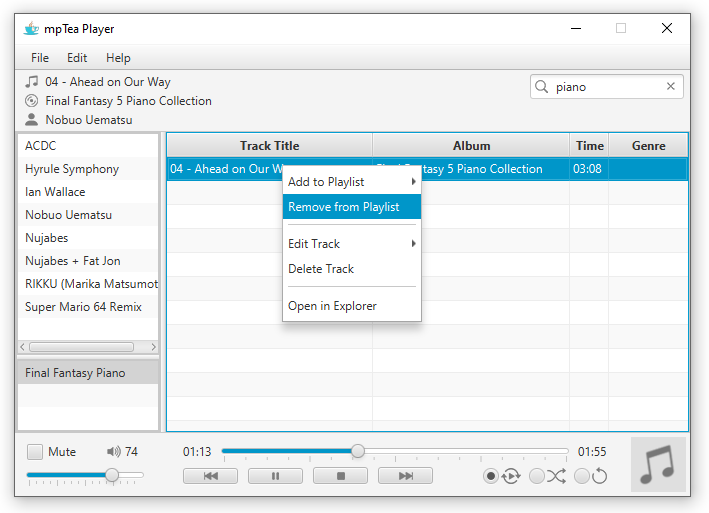 mpTea Player
File Edit Help
04 - Ahead on Our Way
Final Fantasy 5 Piano Collection
Nobuo Uematsu
piano
ACDC
Hyrule Symphony
Ian Wallace
Nobuo Uematsu
Nujabes
Nujabes + Fat Jon
RIKKU (Marika Matsumot
Super Mario 64 Remix
Final Fantasy Piano
Track Title Album Time Genre
04 - Ahead on Our Fantasy 5 Piano Collection 03:08
Add to Playlist
Remove from Playlist
Edit Track
Delete Track
Open in Explorer
Mute 74
01:13 01:55